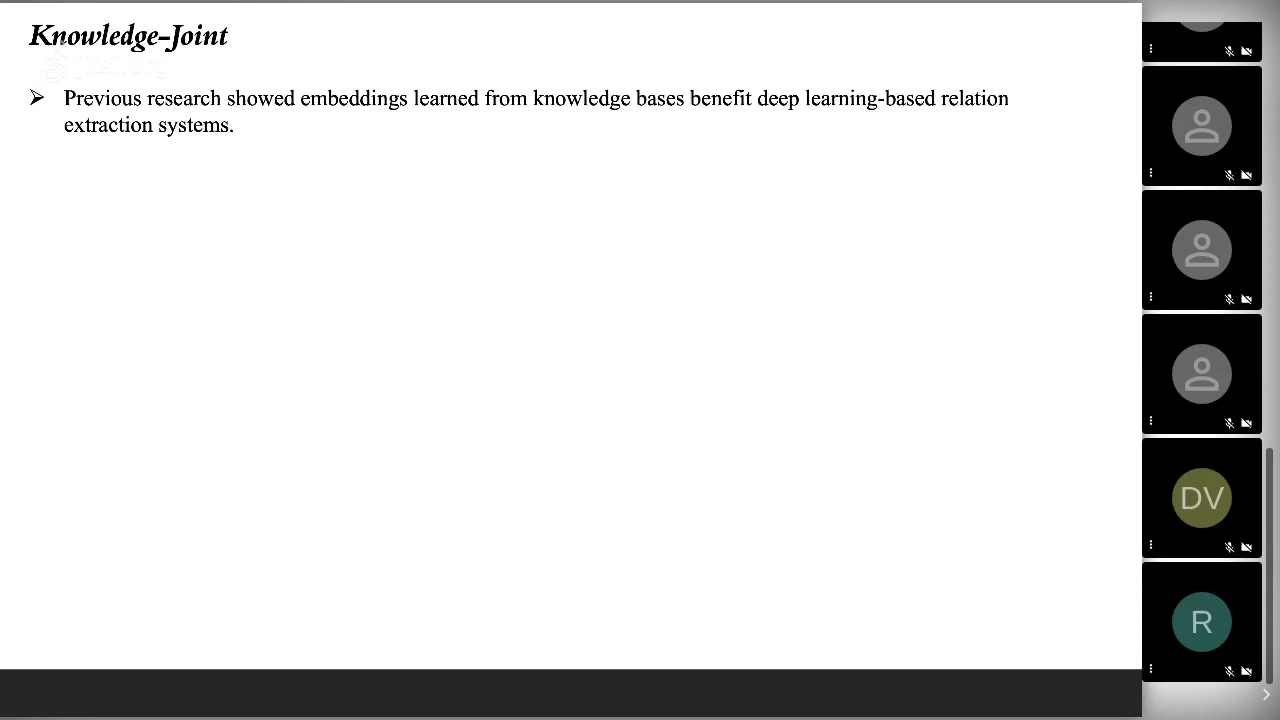 Knowledge-Joint
➢ Previous research showed embeddings learned from knowledge bases benefit deep learning-based relation
extraction systems.
DV
R